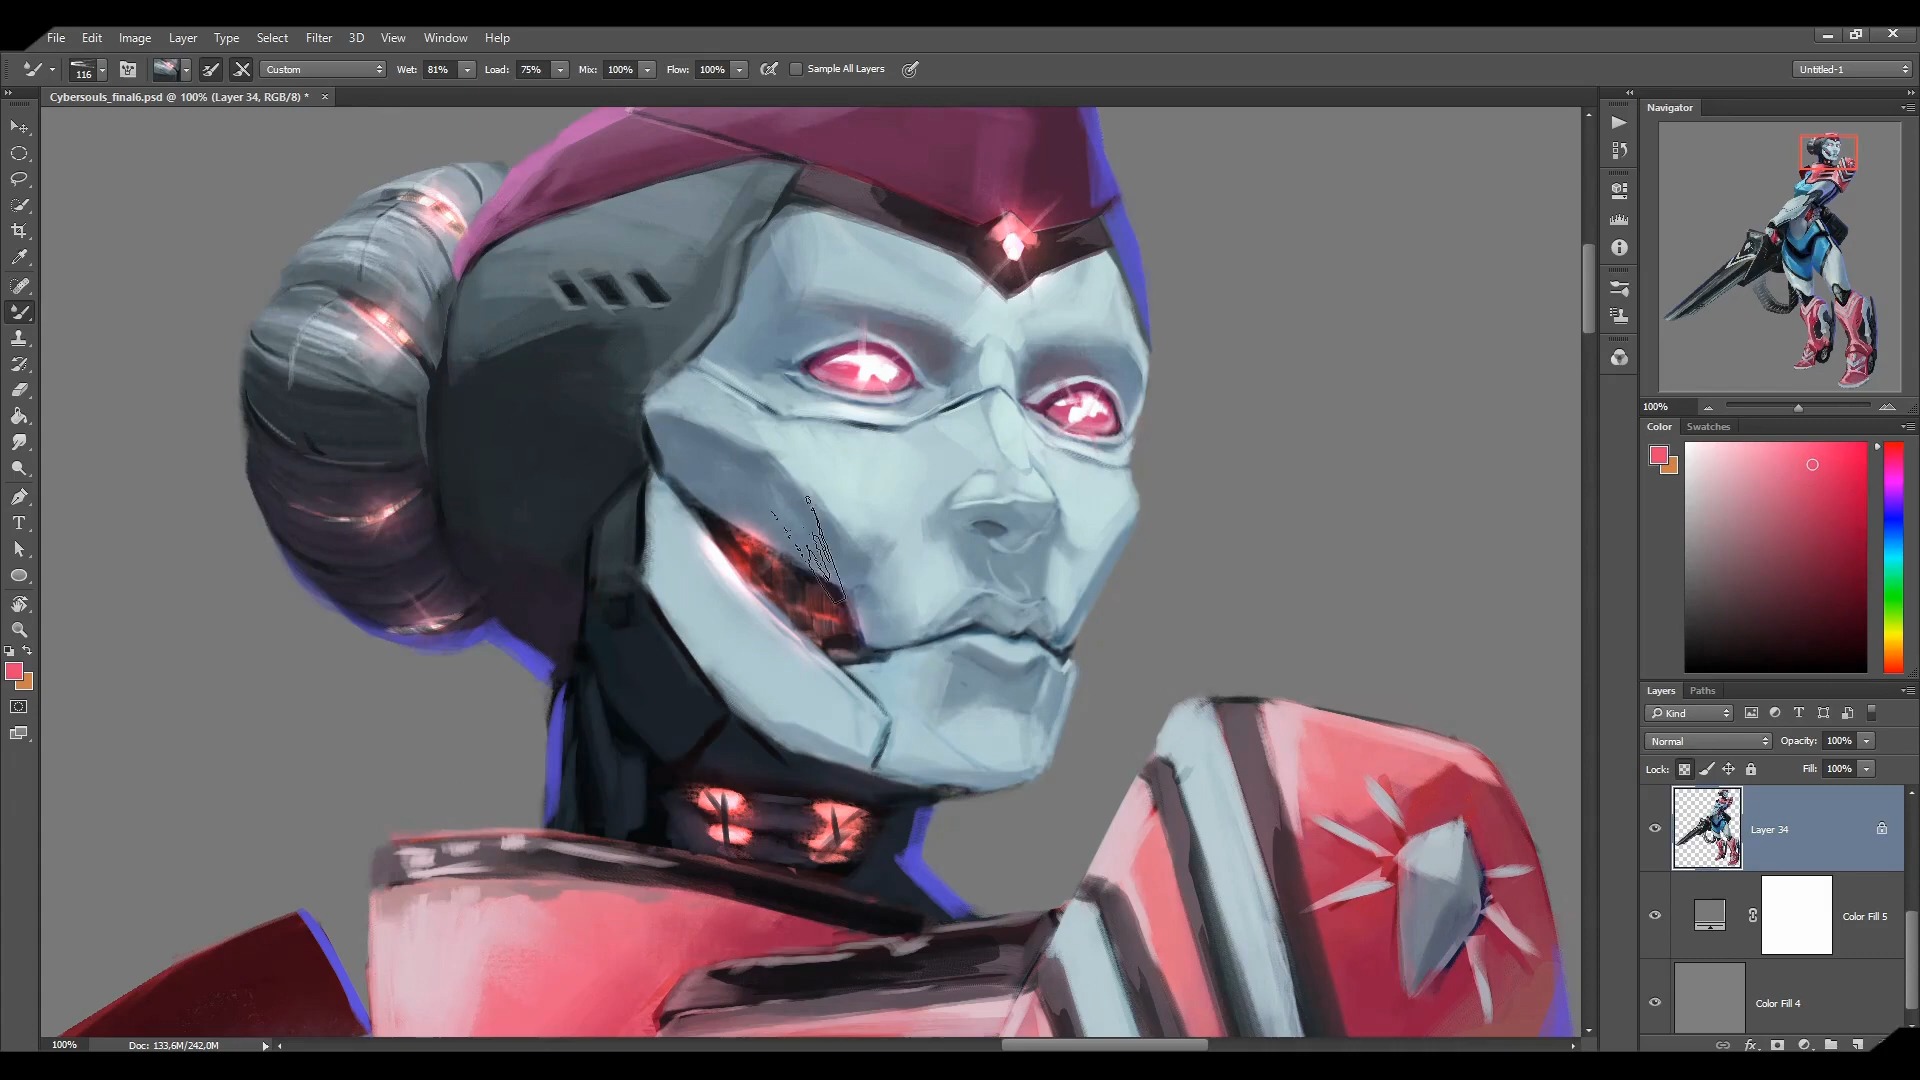 File Edit Image Layer Type Select Filter 3D View Window Help
116 Custom Wet: 81% Load: 75% Mix: 100% Flow: 100% Sample All Layers Untitled-1
Cybersouls_final6.psd @ 100% (Layer 34, RGB/8) *
Navigator
100%
Color Swatches
Layers Paths
Kind
Normal Opacity: 100%
Lock: Fill: 100%
Layer 34
Color Fill 5
Color Fill 4
100% Doc: 133,6M/242,0M